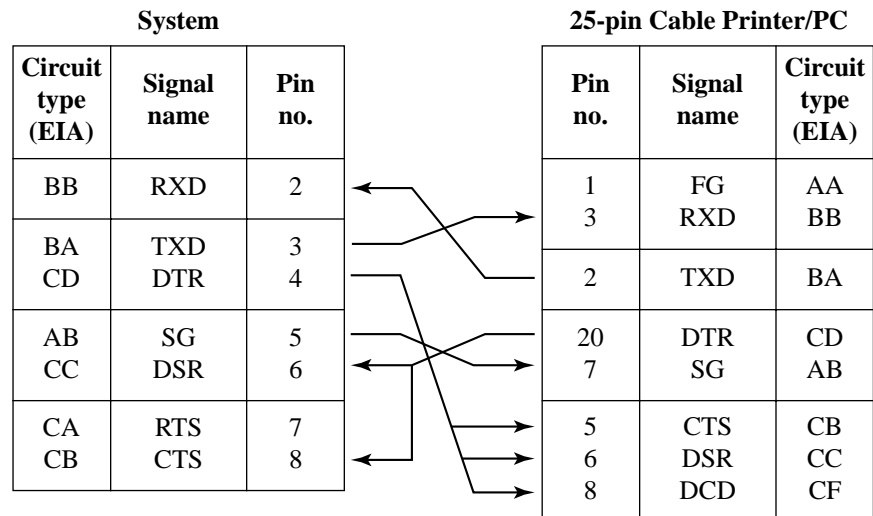 System
Circuit type (EIA) Signal name Pin no.
BB RXD 2
BA TXD 3
CD DTR 4
AB SG 5
CC DSR 6
CA RTS 7
CB CTS 8
25-pin Cable Printer/PC
Pin no. Signal name Circuit type (EIA)
1 FG AA
3 RXD BB
2 TXD BA
20 DTR CD
7 SG AB
5 CTS CB
6 DSR CC
8 DCD CF